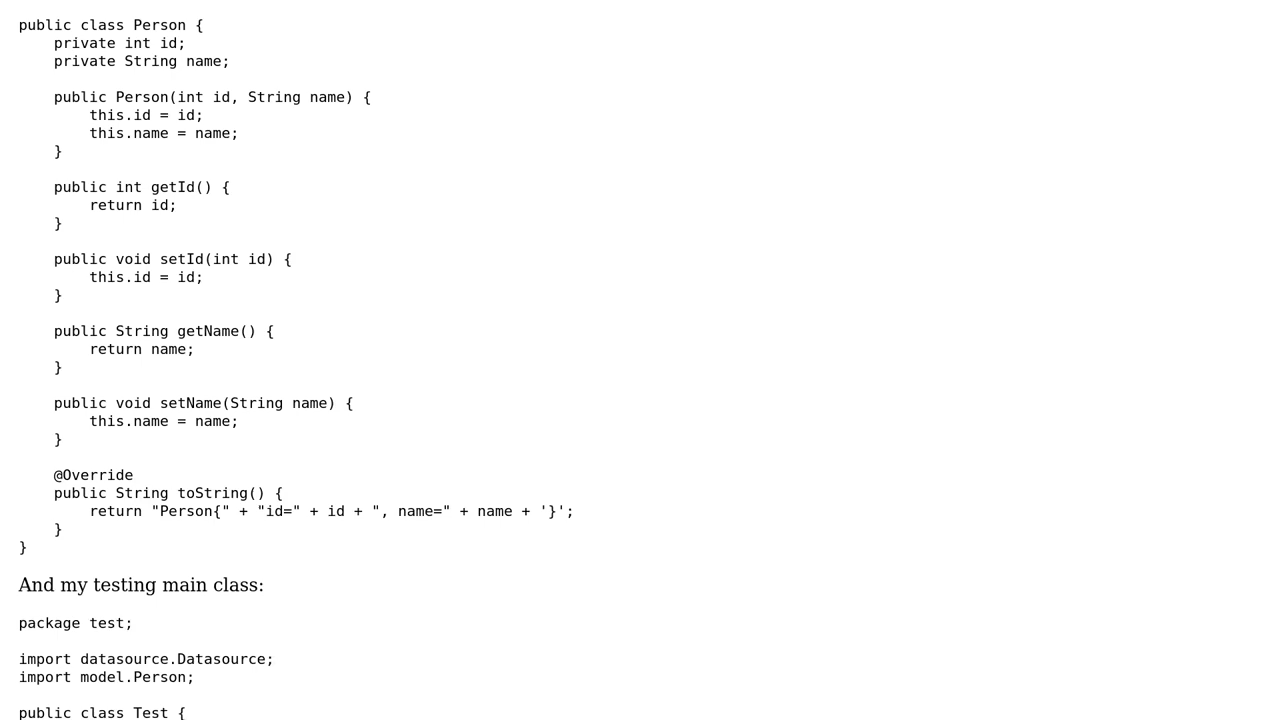 public class Person {
    private int id;
    private String name;

    public Person(int id, String name) {
        this.id = id;
        this.name = name;
    }

    public int getId() {
        return id;
    }

    public void setId(int id) {
        this.id = id;
    }

    public String getName() {
        return name;
    }

    public void setName(String name) {
        this.name = name;
    }

    @Override
    public String toString() {
        return "Person{" + "id=" + id + ", name=" + name + '}';
    }
}
And my testing main class:
package test;

import datasource.Datasource;
import model.Person;

public class Test {